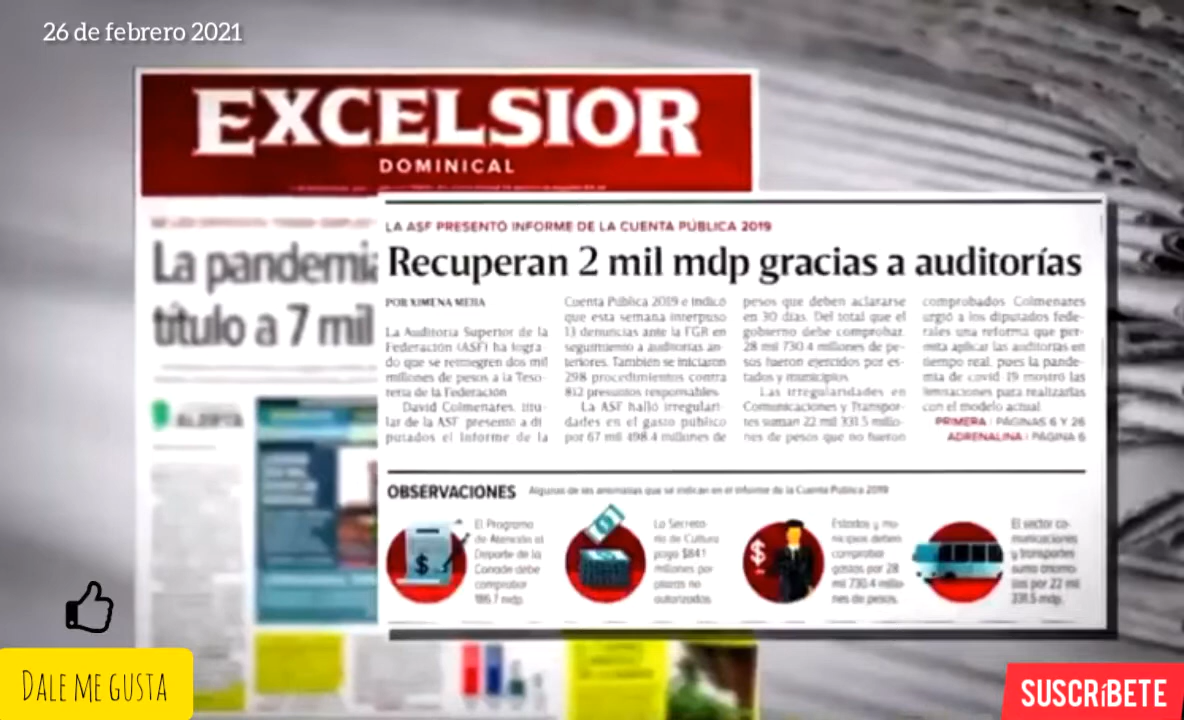 26 de febrero 2021
EXCELSIOR
DOMINICAL
La pandemia
título a 7 mil
ALERTA
LA ASF PRESENTÓ INFORME DE LA CUENTA PÚBLICA 2019
Recuperan 2 mil mdp gracias a auditorías
POR XIMENA MEJÍA
La Auditoría Superior de la
Federación (ASF) ha logra-
do que se reintegren dos mil
millones de pesos a la Teso-
rería de la Federación
David Colmenares, titu-
lar de la ASF presentó a di-
putados el Informe de la
Cuenta Pública 2019 e indicó
que esta semana interpuso
13 denuncias ante la FGR en
seguimiento a auditorías an-
teriores. También se iniciaron
298 procedimientos contra
812 presuntos responsables.
La ASF halló irregulari-
dades en el gasto público
por 67 mil 498.4 millones de
pesos que deben aclararse
en 30 días. Del total que el
gobierno debe comprobar,
28 mil 730.4 millones de pe-
sos fueron ejercidos por es-
tados y municipios.
Las irregularidades en
Comunicaciones y Transpor-
tes suman 22 mil 331.5 millo-
nes de pesos que no fueron
comprobados Colmenares
urgió a los diputados fede-
rales una reforma que per-
mita aplicar las auditorías en
tiempo real, pues la pande-
mia de covid-19 mostró las
limitaciones para realizarlas
con el modelo actual.
PRIMERA | PÁGINAS 6 Y 26
ADRENALINA | PÁGINA 6
OBSERVACIONES Algunas de las anomalías que se indican en el informe de la Cuenta Pública 2019
El Programa
de Atención al
Deporte de la
Conade debe
comprobar
186.7 mdp.
La Secreta-
ría de Cultura
pagó $84.1
millones por
plazas no
autorizadas.
Estados y mu-
nicipios deben
comprobar
gastos por 28
mil 730.4 millo-
nes de pesos.
El sector co-
municaciones
y transportes
suma anoma-
lías por 22 mil
331.5 mdp.
DALE ME GUSTA
SUSCRíBETE